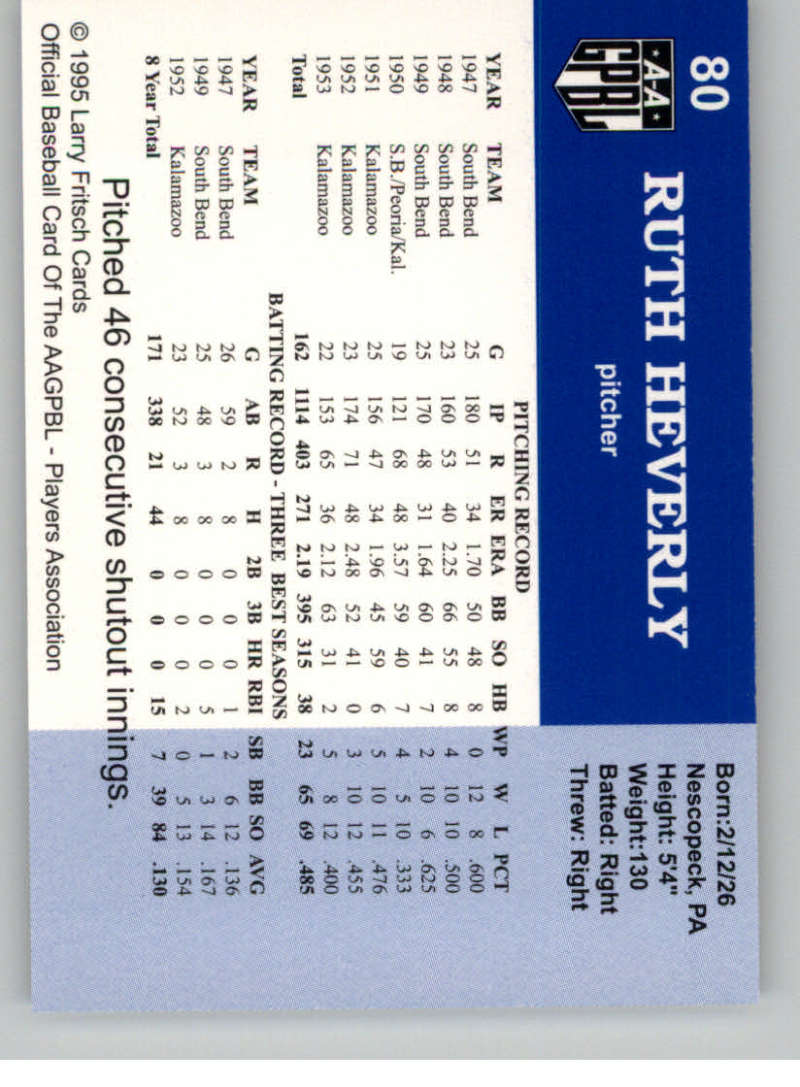 80
A-A
GPBL
RUTH HEVERLY
pitcher
Born:2/12/26
Nescopeck, PA
Height: 5'4"
Weight:130
Batted: Right
Threw: Right
PITCHING RECORD
YEAR TEAM G IP R ER ERA BB SO HB WP W L PCT
1947 South Bend 25 180 51 34 1.70 50 48 8 0 12 8 .600
1948 South Bend 23 160 53 40 2.25 66 55 8 4 10 10 .500
1949 South Bend 25 170 48 31 1.64 60 41 7 2 10 6 .625
1950 S.B./Peoria/Kal. 19 121 68 48 3.57 59 40 7 4 5 10 .333
1951 Kalamazoo 25 156 47 34 1.96 45 59 6 5 10 11 .476
1952 Kalamazoo 23 174 71 48 2.48 52 41 0 3 10 12 .455
1953 Kalamazoo 22 153 65 36 2.12 63 31 2 5 8 12 .400
Total 162 1114 403 271 2.19 395 315 38 23 65 69 .485
BATTING RECORD - THREE BEST SEASONS
YEAR TEAM G AB R H 2B 3B HR RBI SB BB SO AVG
1947 South Bend 26 59 2 8 0 0 0 1 2 6 12 .136
1949 South Bend 25 48 3 8 0 0 0 5 1 3 14 .167
1952 Kalamazoo 23 52 3 8 0 0 0 2 0 5 13 .154
8 Year Total 171 338 21 44 0 0 0 15 7 39 84 .130
Pitched 46 consecutive shutout innings.
© 1995 Larry Fritsch Cards
Official Baseball Card Of The AAGPBL - Players Association